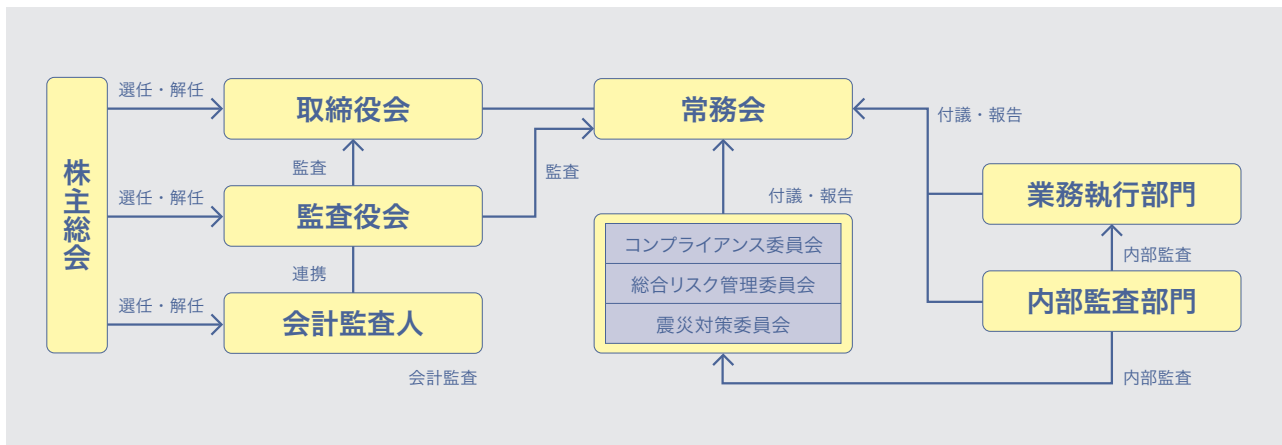 株主総会
選任・解任
取締役会
常務会
付議・報告
監査
監査
選任・解任
監査役会
付議・報告
業務執行部門
コンプライアンス委員会
内部監査
連携
総合リスク管理委員会
選任・解任
会計監査人
震災対策委員会
内部監査部門
会計監査
内部監査